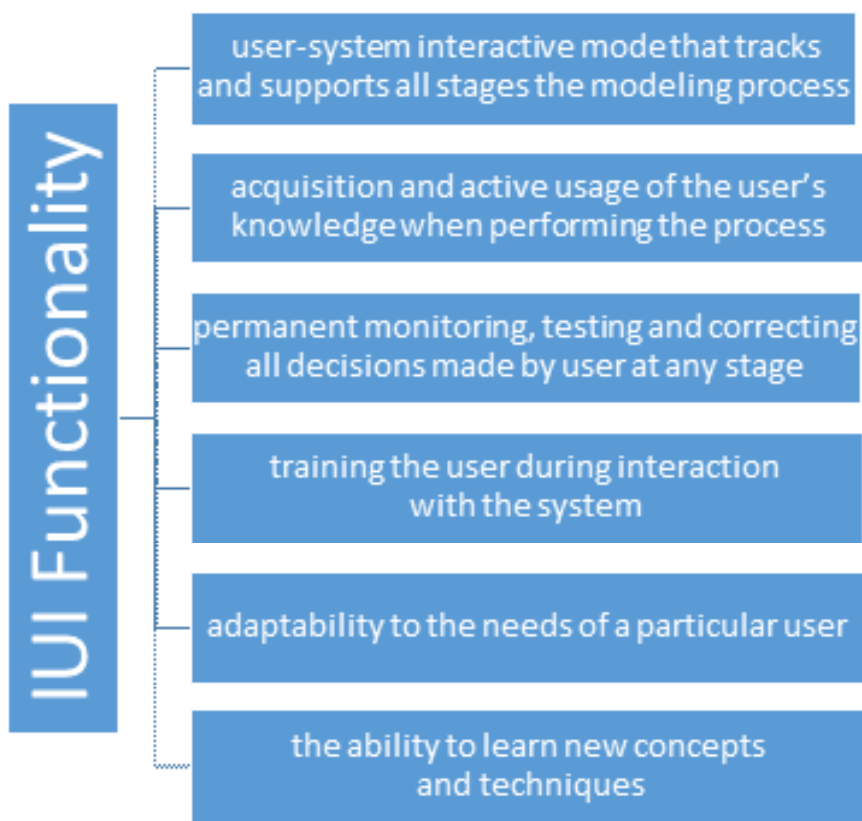 IUI Functionality
user-system interactive mode that tracks
and supports all stages the modeling process
acquisition and active usage of the user's
knowledge when performing the process
permanent monitoring, testing and correcting
all decisions made by user at any stage
training the user during interaction
with the system
adaptability to the needs of a particular user
the ability to learn new concepts
and techniques